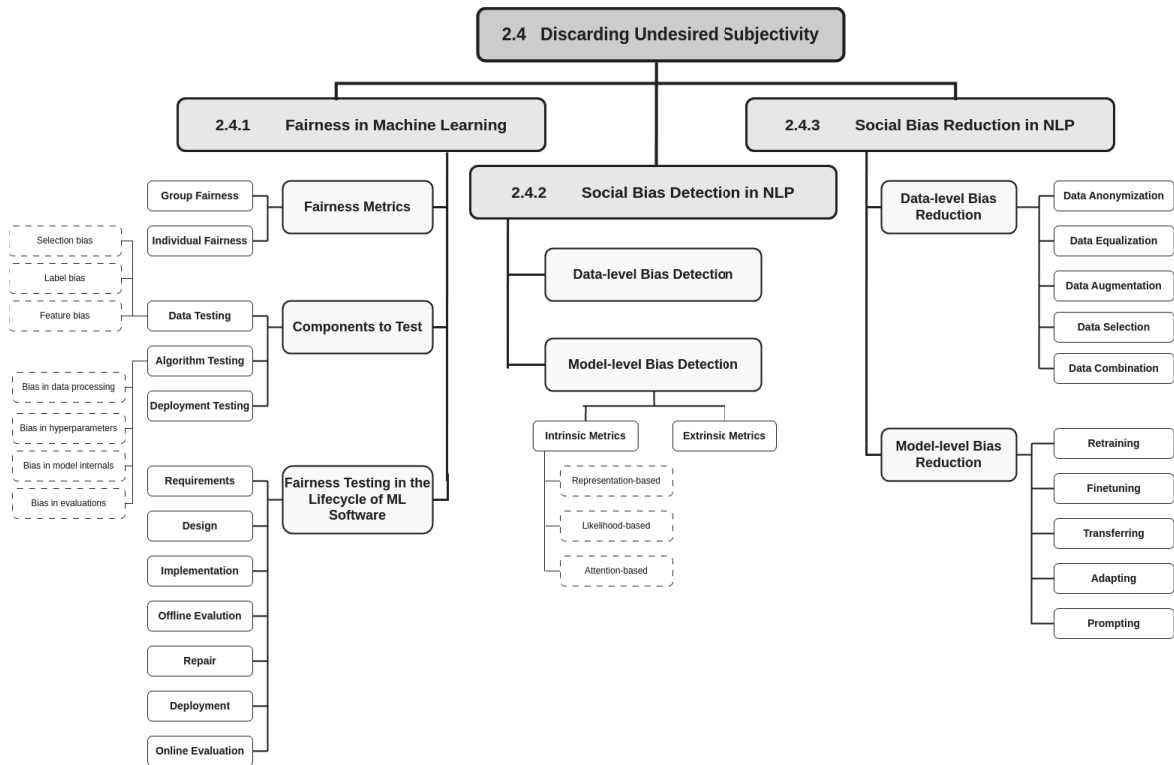 2.4 Discarding Undesired Subjectivity
2.4.1 Fairness in Machine Learning
Fairness Metrics
Group Fairness
Individual Fairness
Components to Test
Data Testing
Selection bias
Label bias
Feature bias
Algorithm Testing
Bias in data processing
Bias in hyperparameters
Bias in model internals
Bias in evaluations
Deployment Testing
Fairness Testing in the
Lifecycle of ML
Software
Requirements
Design
Implementation
Offline Evalution
Repair
Deployment
Online Evaluation
2.4.2 Social Bias Detection in NLP
Data-level Bias Detection
Model-level Bias Detection
Intrinsic Metrics
Representation-based
Likelihood-based
Attention-based
Extrinsic Metrics
2.4.3 Social Bias Reduction in NLP
Data-level Bias
Reduction
Data Anonymization
Data Equalization
Data Augmentation
Data Selection
Data Combination
Model-level Bias
Reduction
Retraining
Finetuning
Transferring
Adapting
Prompting